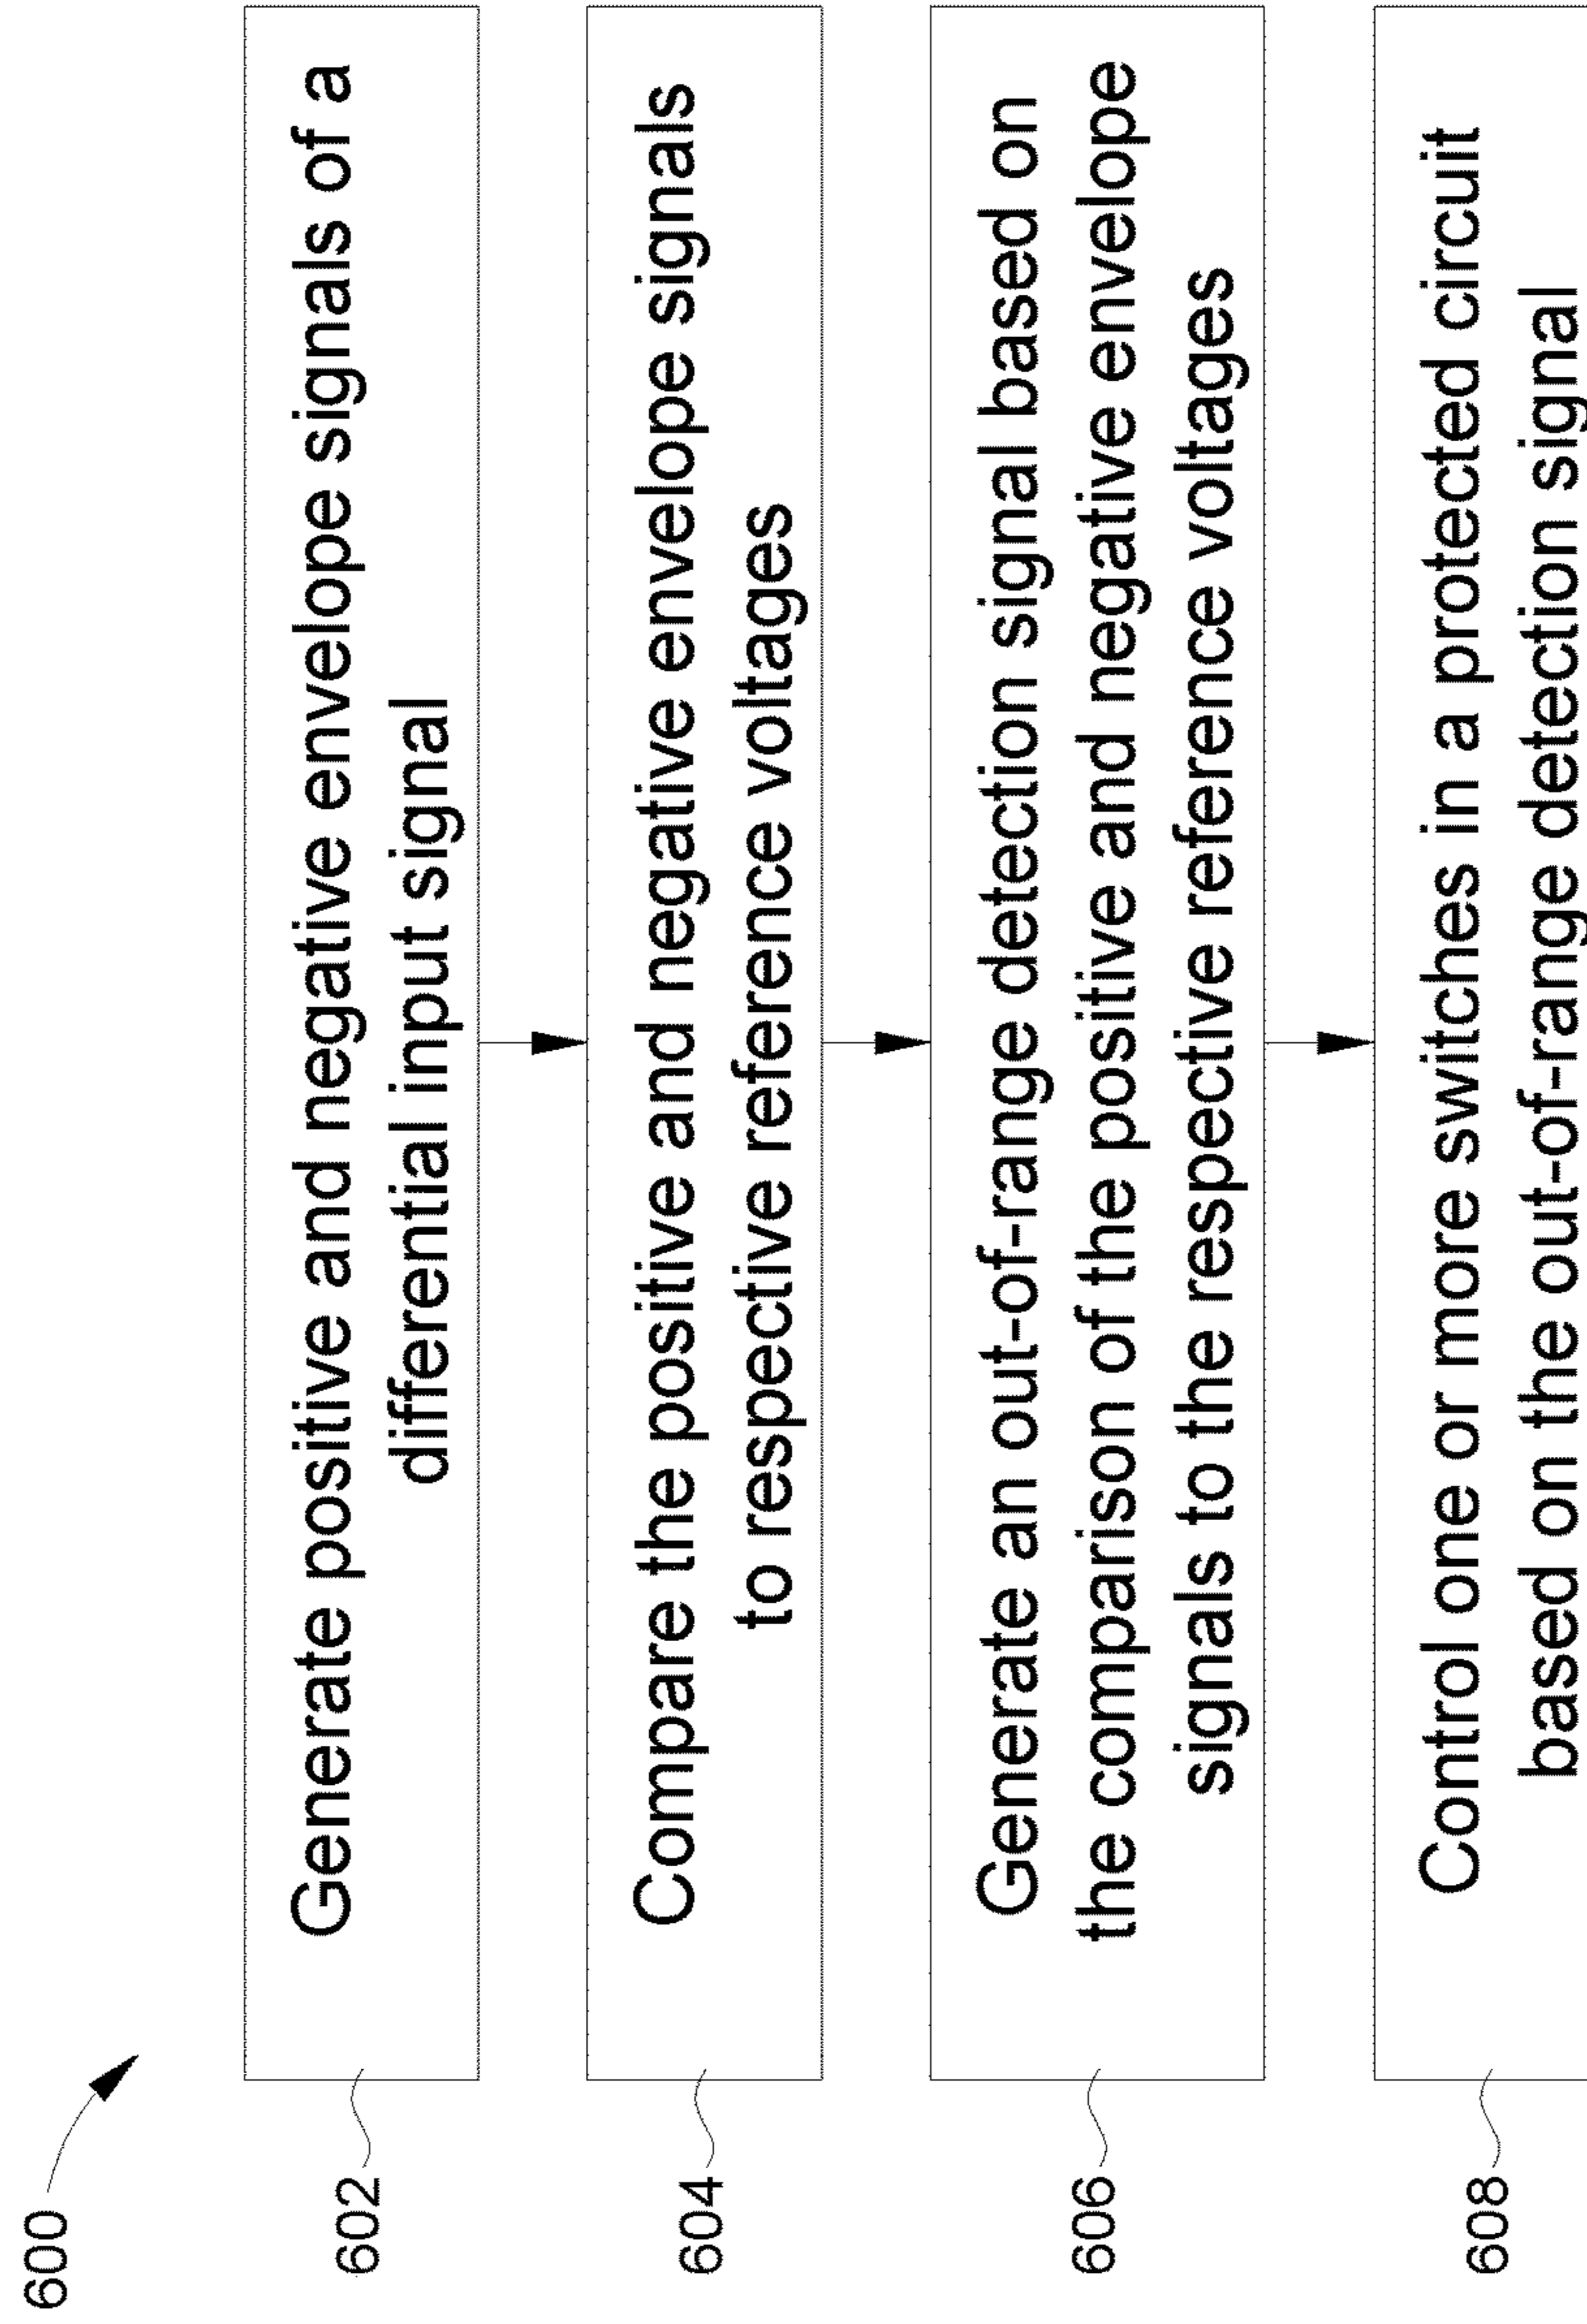 600
602
Generate positive and negative envelope signals of a
differential input signal
604
Compare the positive and negative envelope signals
to respective reference voltages
606
Generate an out-of-range detection signal based on
the comparison of the positive and negative envelope
signals to the respective reference voltages
608
Control one or more switches in a protected circuit
based on the out-of-range detection signal